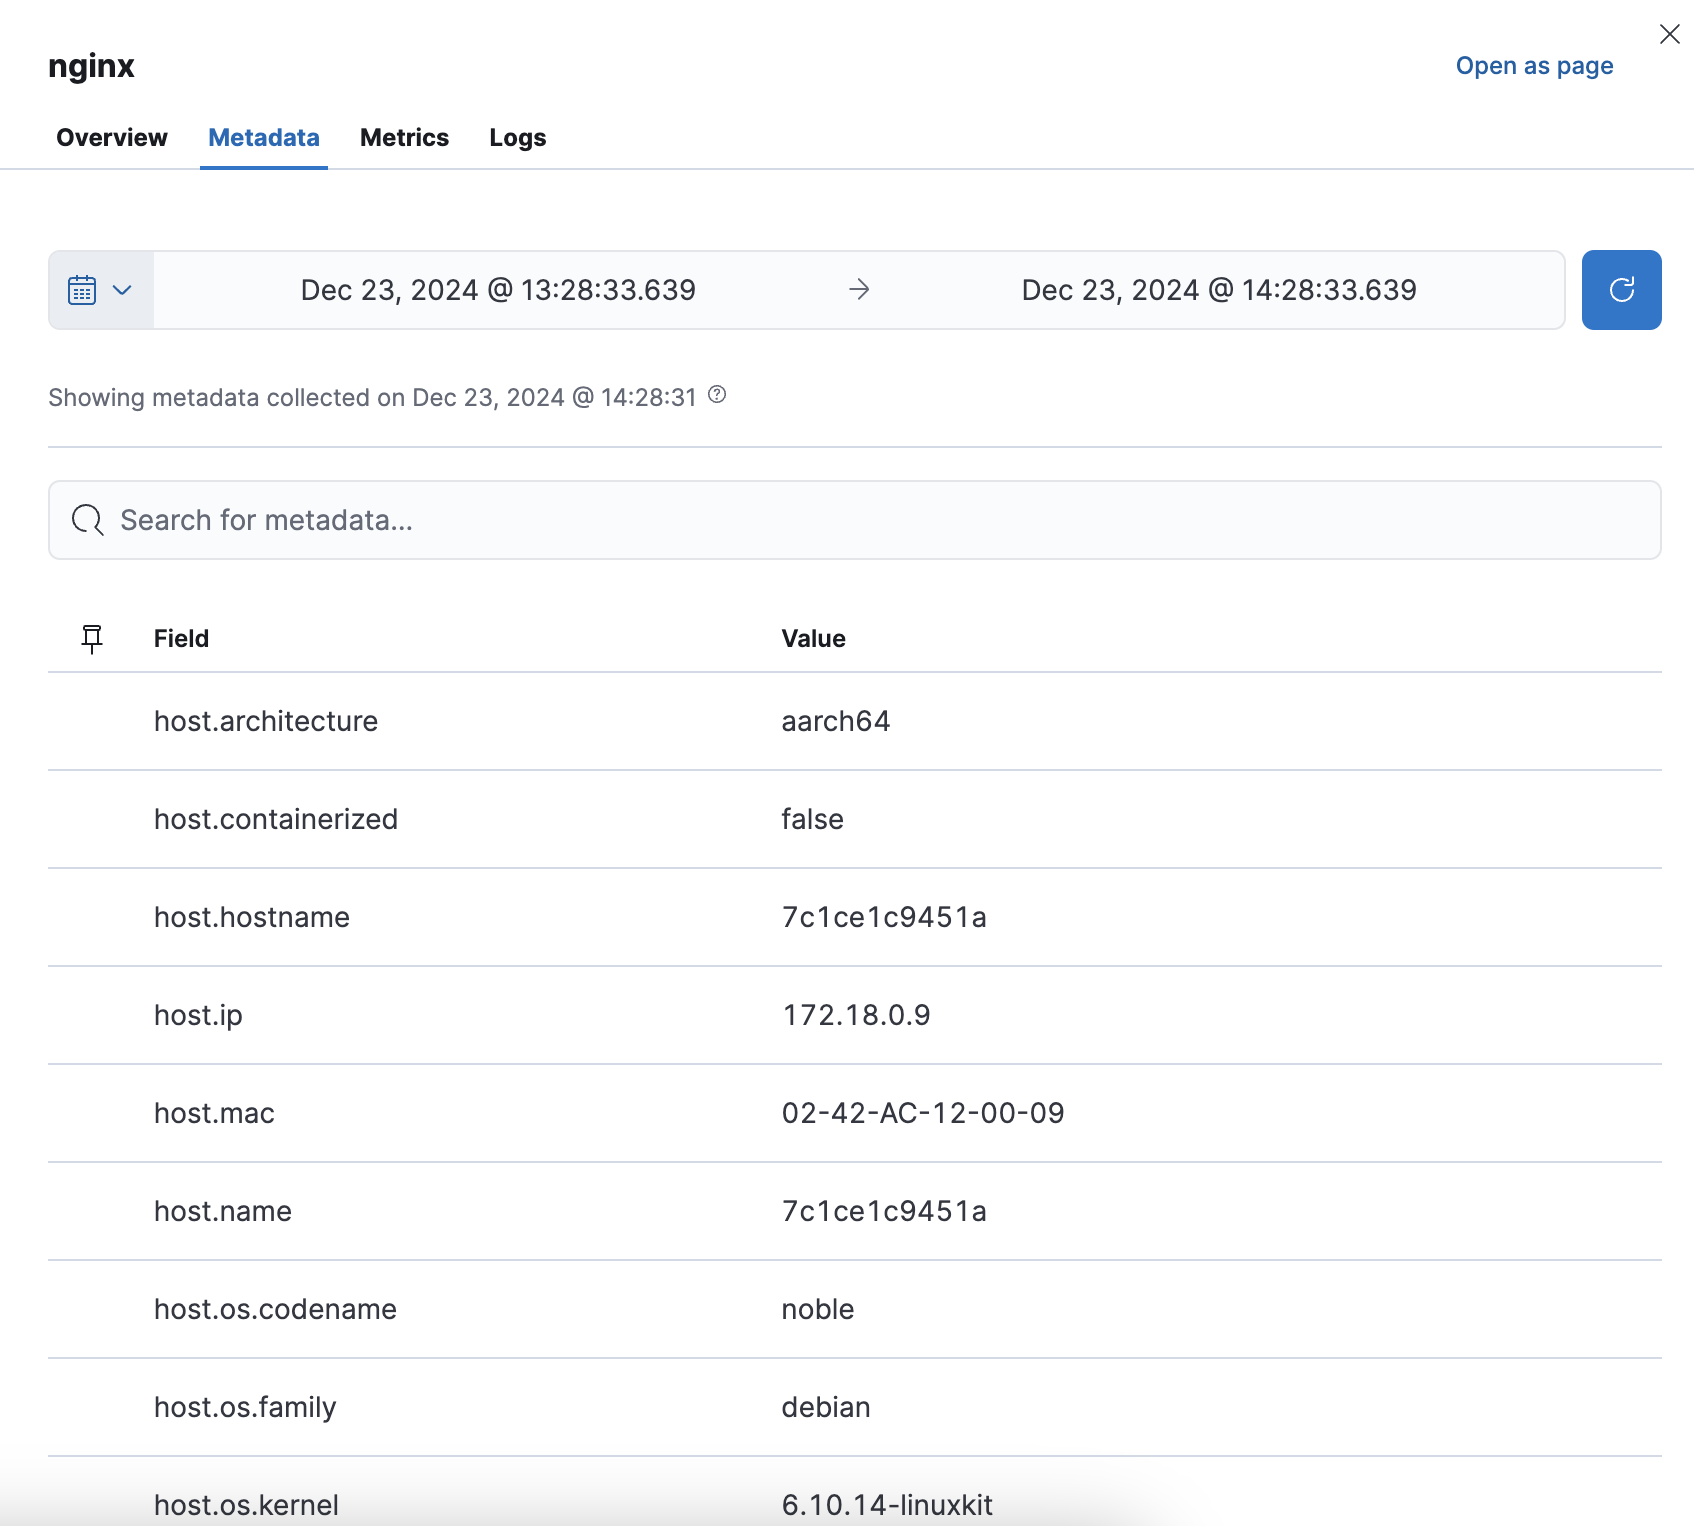 nginx
Open as page
Overview Metadata Metrics Logs
Dec 23, 2024 @ 13:28:33.639 → Dec 23, 2024 @ 14:28:33.639
Showing metadata collected on Dec 23, 2024 @ 14:28:31
Search for metadata...
Field Value
host.architecture aarch64
host.containerized false
host.hostname 7c1ce1c9451a
host.ip 172.18.0.9
host.mac 02-42-AC-12-00-09
host.name 7c1ce1c9451a
host.os.codename noble
host.os.family debian
host.os.kernel 6.10.14-linuxkit